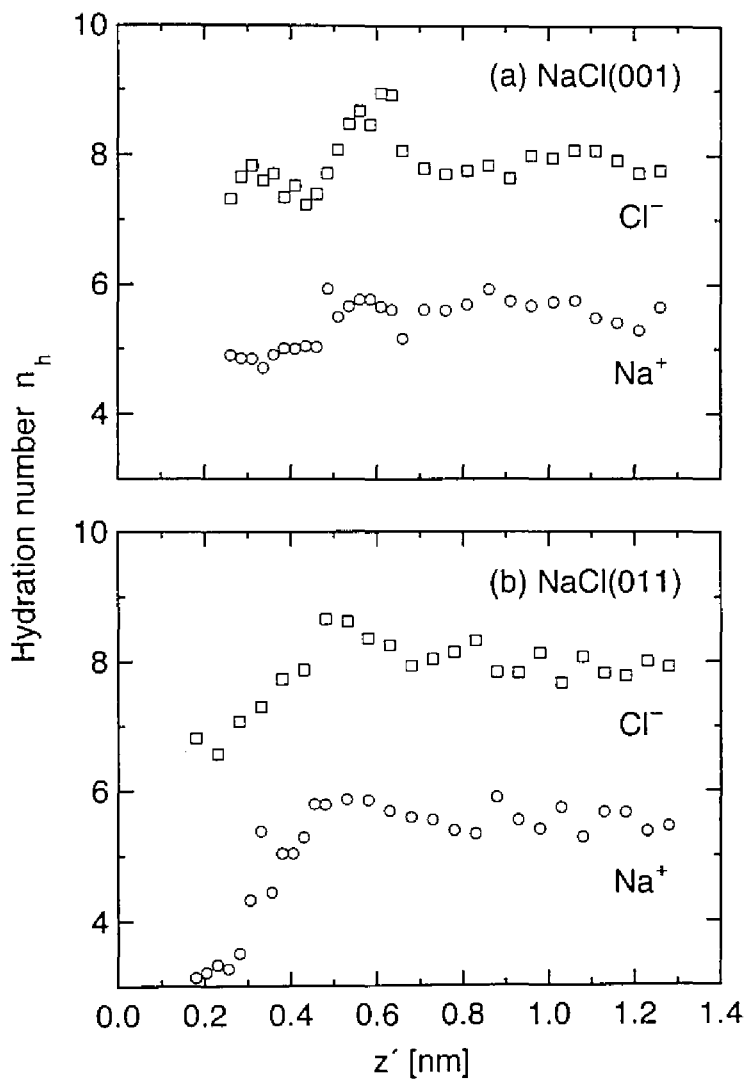 10
(a) NaCl(001)
8
Cl⁻
6
Na⁺
4
Hydration number n_h
10
(b) NaCl(011)
8
Cl⁻
6
Na⁺
4
0.0 0.2 0.4 0.6 0.8 1.0 1.2 1.4
z´ [nm]